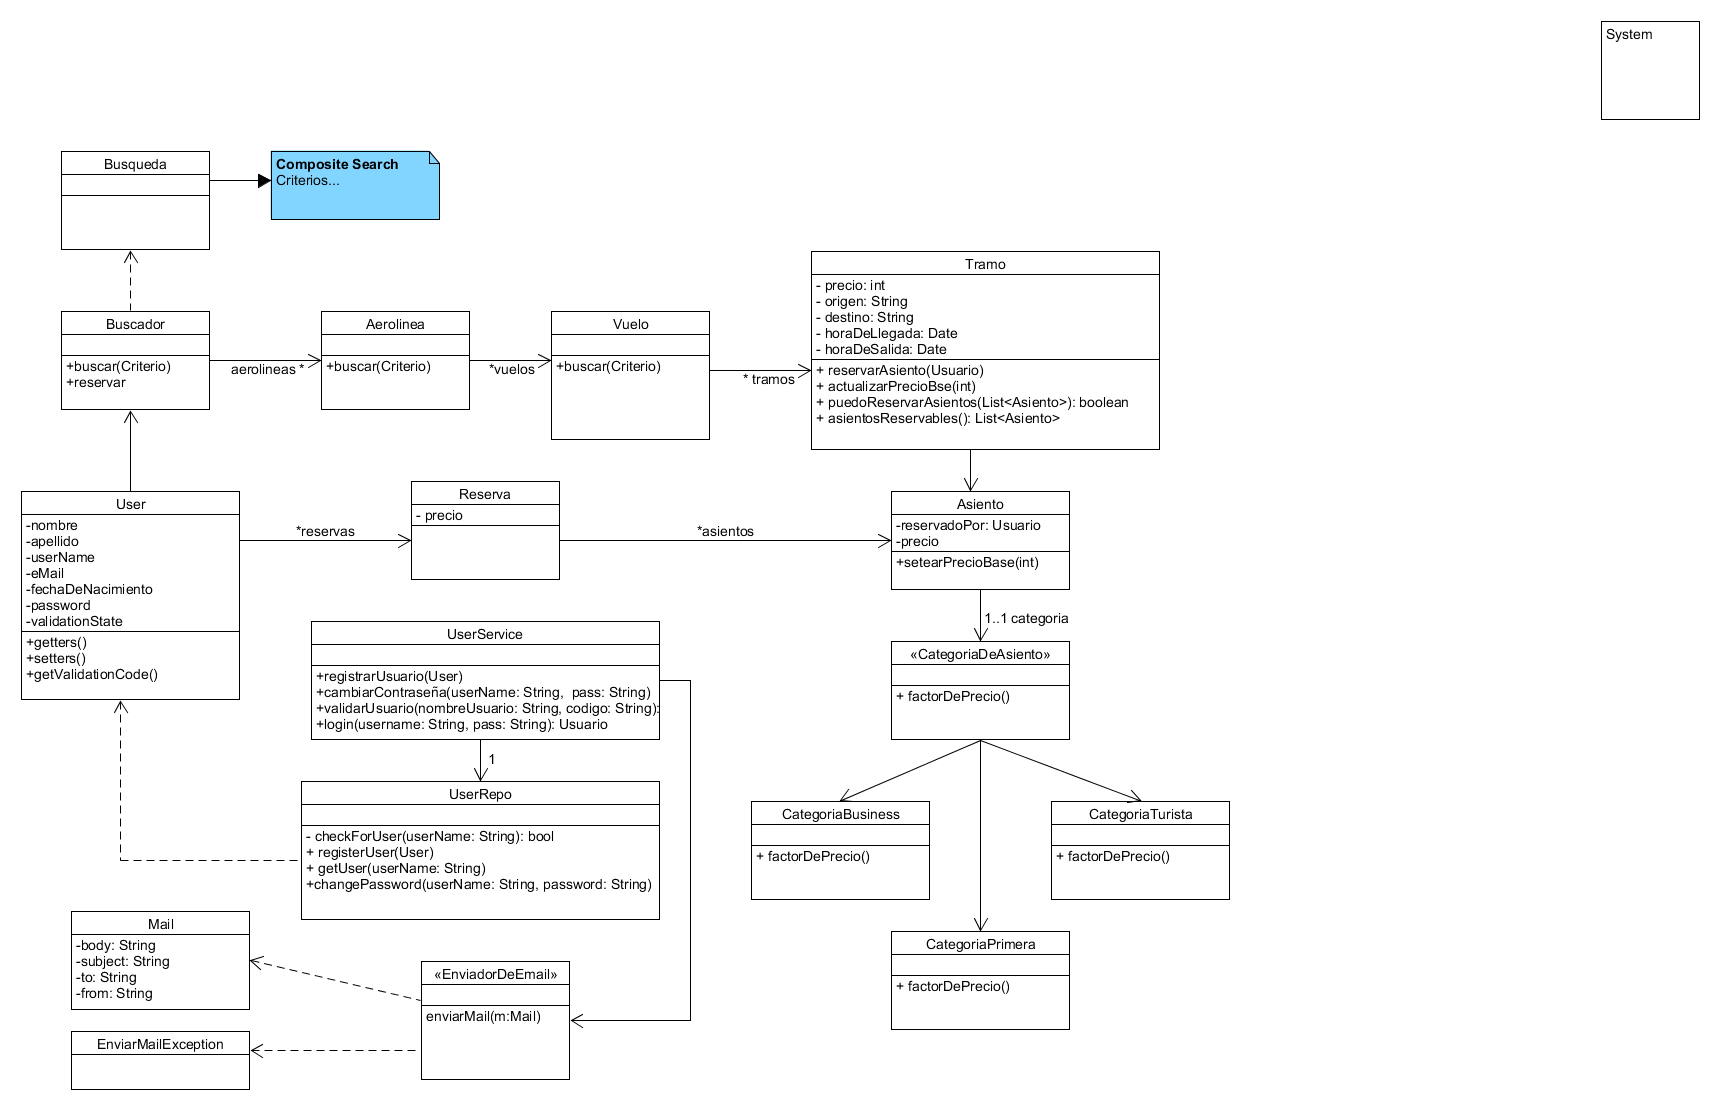 System
Busqueda
Composite Search
Criterios...
Tramo
- precio: int
- origen: String
- destino: String
- horaDeLlegada: Date
- horaDeSalida: Date
+ reservarAsiento(Usuario)
+ actualizarPrecioBse(int)
+ puedoReservarAsientos(List<Asiento>): boolean
+ asientosReservables(): List<Asiento>
Buscador
+buscar(Criterio)
+reservar
aerolineas *
Aerolinea
+buscar(Criterio)
*vuelos
Vuelo
+buscar(Criterio)
* tramos
User
-nombre
-apellido
-userName
-eMail
-fechaDeNacimiento
-password
-validationState
+getters()
+setters()
+getValidationCode()
*reservas
Reserva
- precio
*asientos
Asiento
-reservadoPor: Usuario
-precio
+setearPrecioBase(int)
1..1 categoria
UserService
+registrarUsuario(User)
+cambiarContraseña(userName: String,  pass: String)
+validarUsuario(nombreUsuario: String, codigo: String):
+login(username: String, pass: String): Usuario
1
«CategoriaDeAsiento»
+ factorDePrecio()
UserRepo
- checkForUser(userName: String): bool
+ registerUser(User)
+ getUser(userName: String)
+changePassword(userName: String, password: String)
CategoriaBusiness
+ factorDePrecio()
CategoriaTurista
+ factorDePrecio()
CategoriaPrimera
+ factorDePrecio()
Mail
-body: String
-subject: String
-to: String
-from: String
«EnviadorDeEmail»
enviarMail(m:Mail)
EnviarMailException